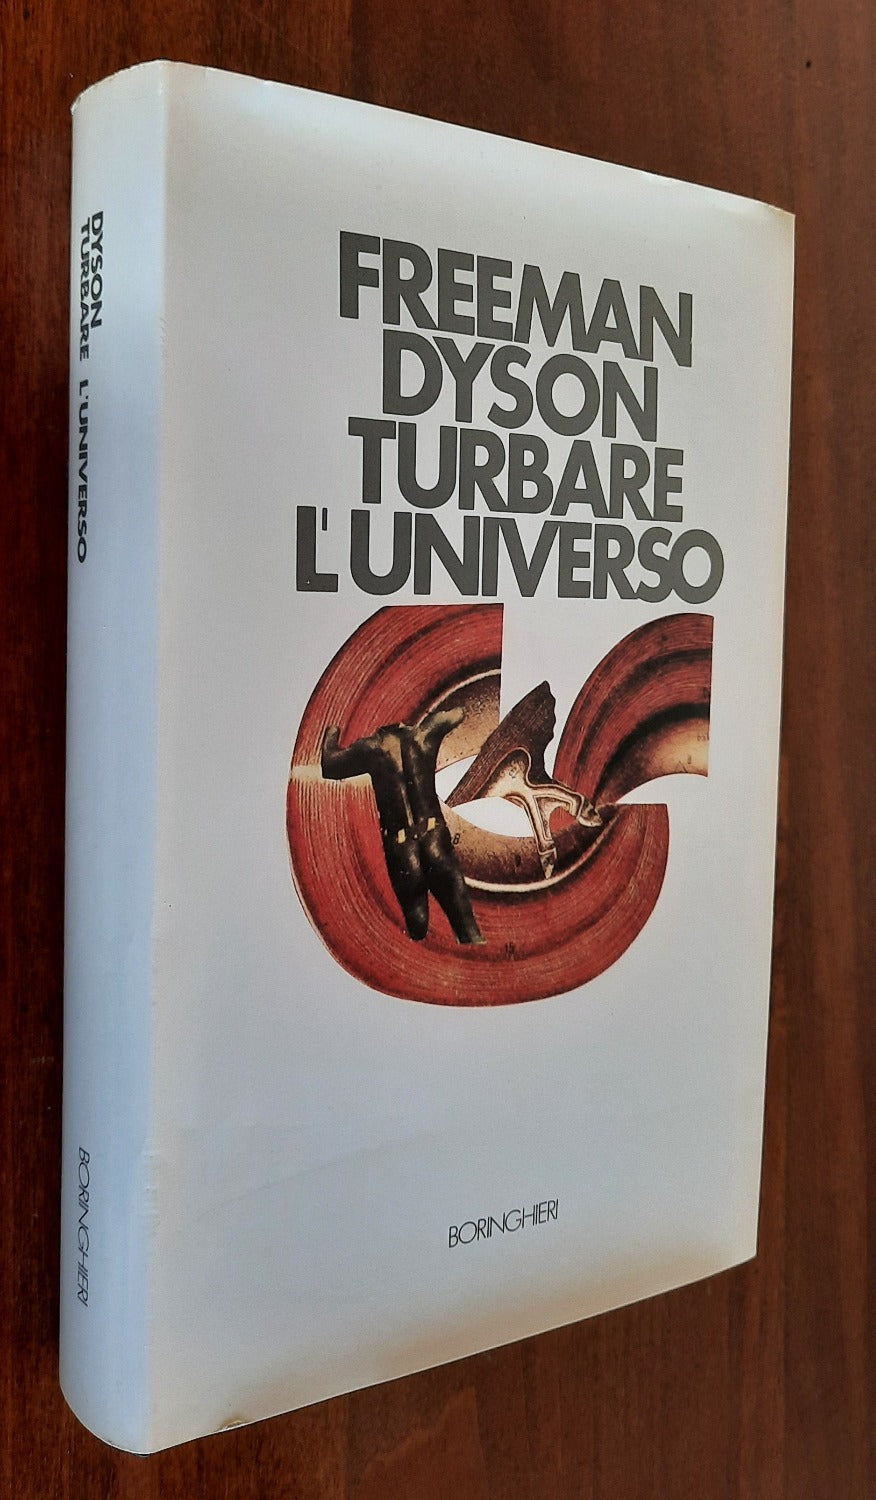 FREEMAN
DYSON
TURBARE
L'UNIVERSO
BORINGHIERI
DYSON
TURBARE L'UNIVERSO
BORINGHIERI